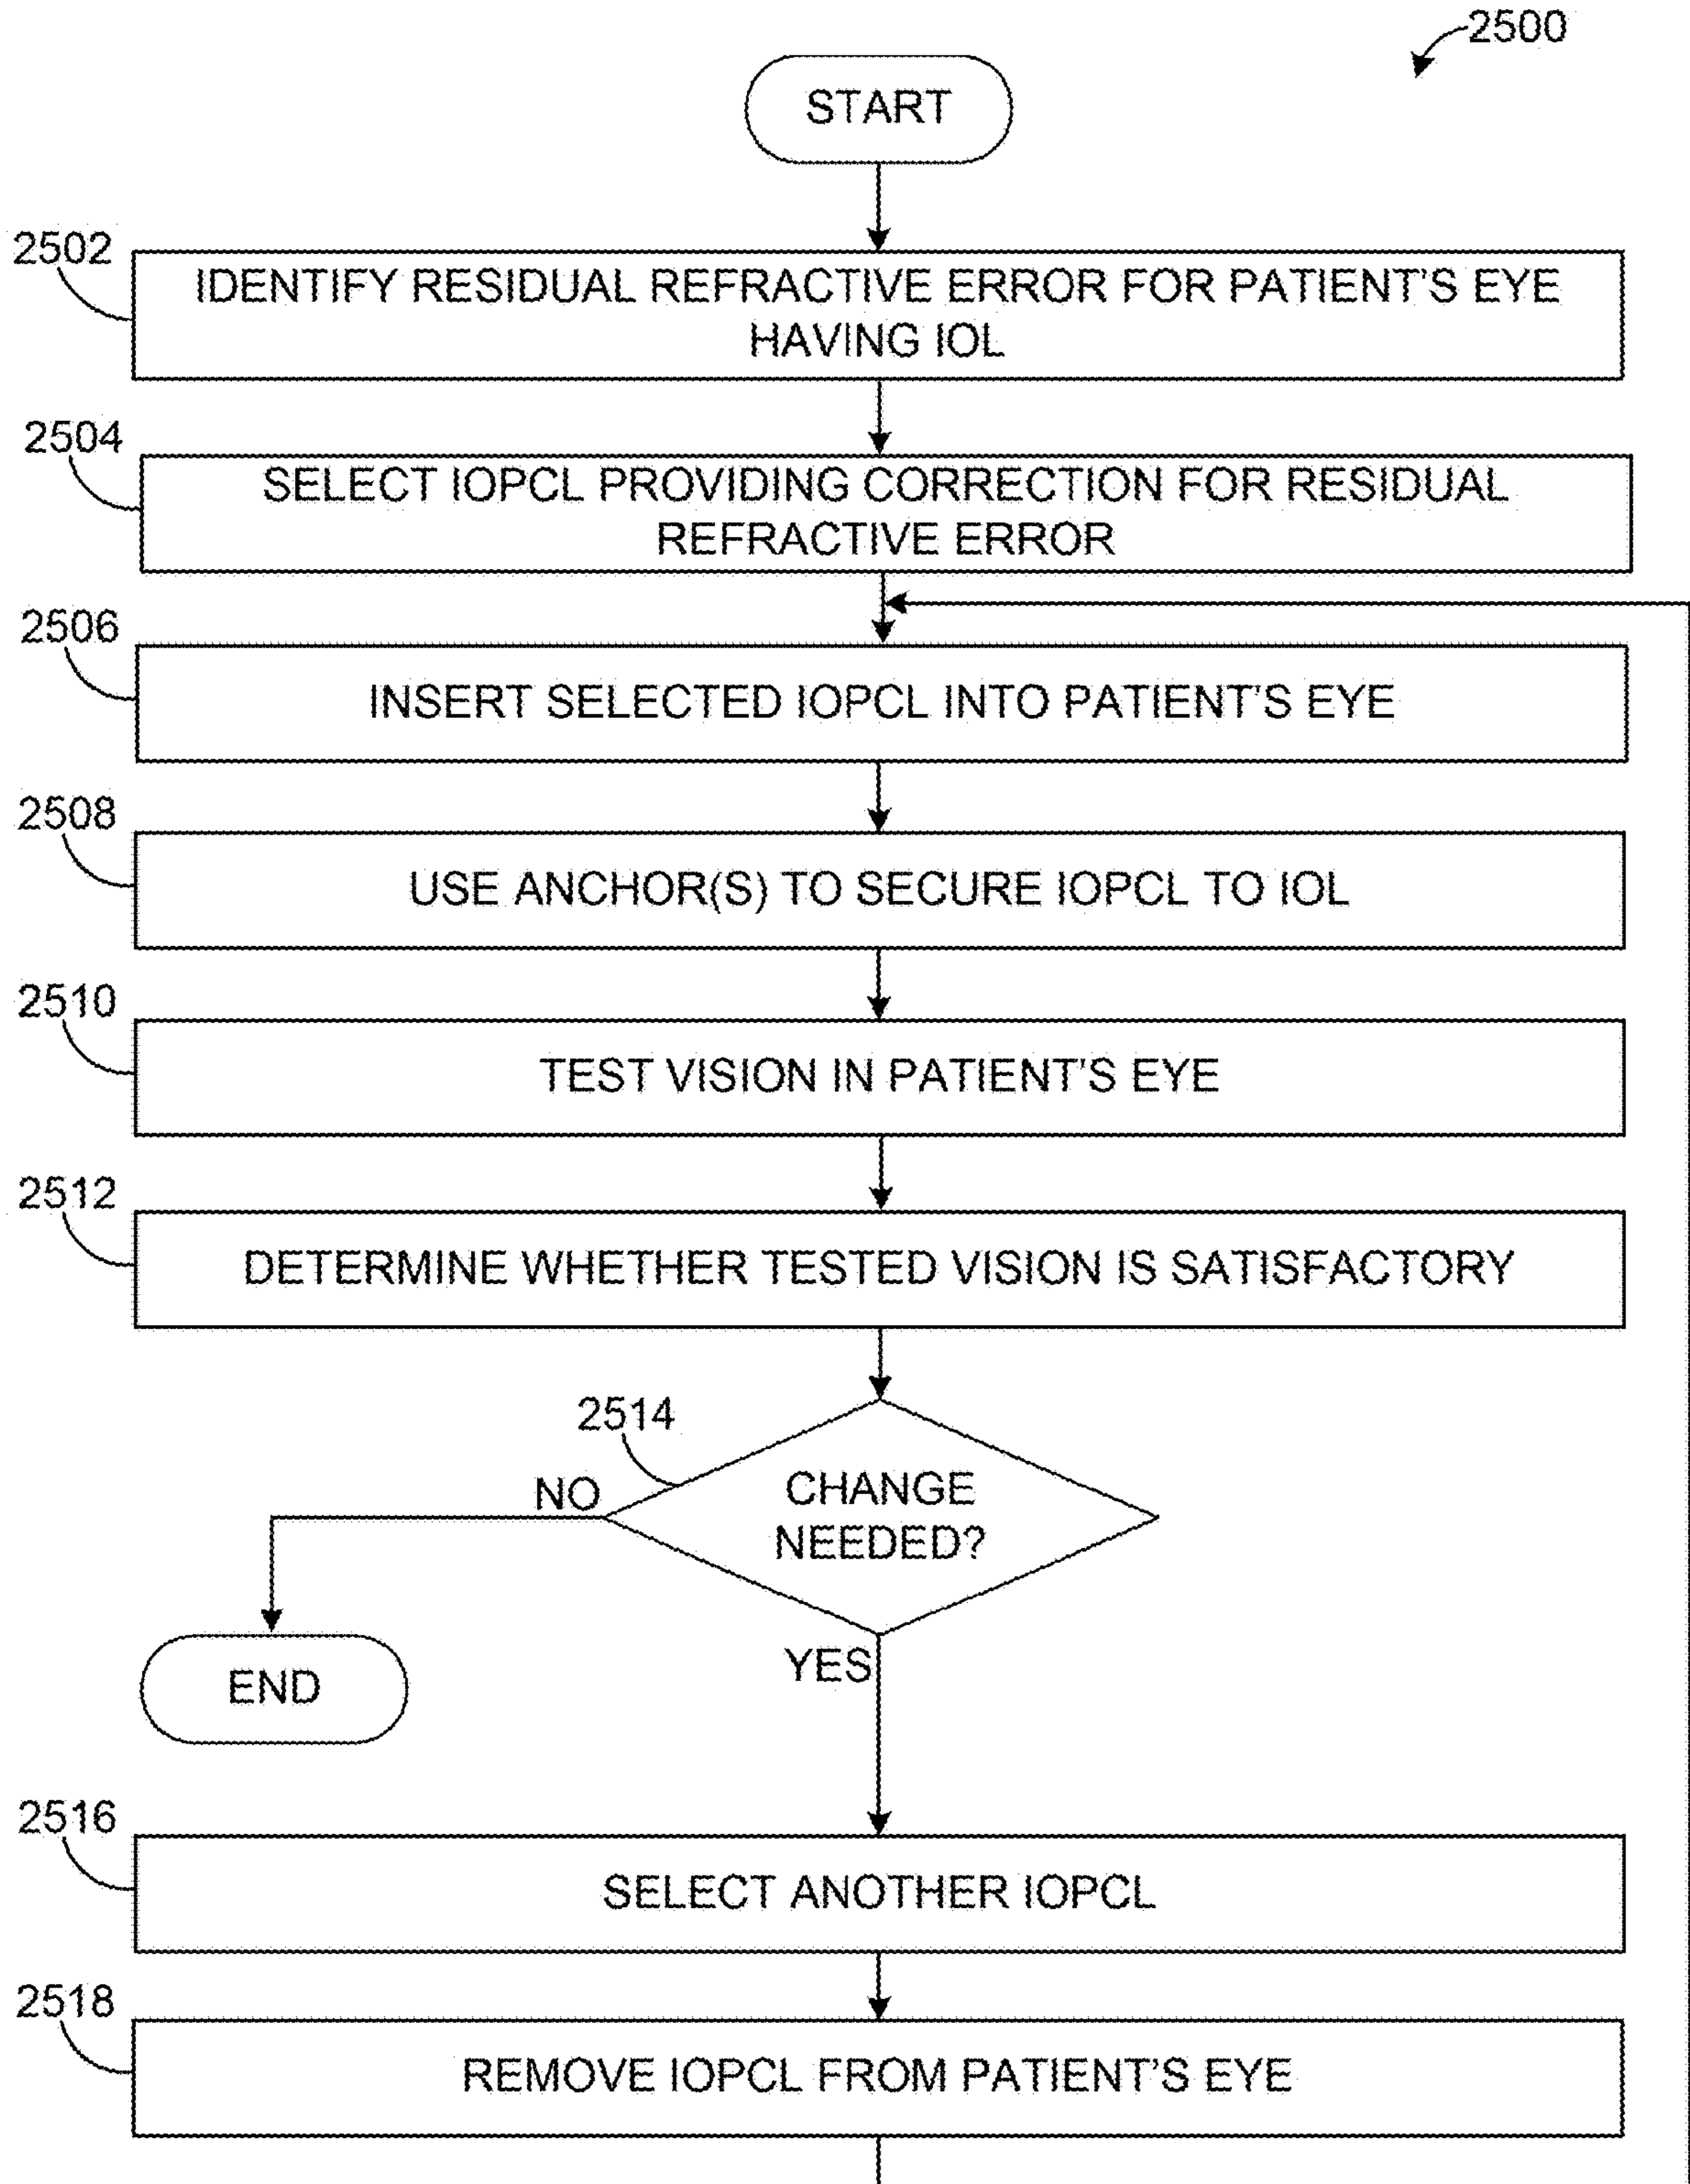 2500
START
2502
IDENTIFY RESIDUAL REFRACTIVE ERROR FOR PATIENT'S EYE
HAVING IOL
2504
SELECT IOPCL PROVIDING CORRECTION FOR RESIDUAL
REFRACTIVE ERROR
2506
INSERT SELECTED IOPCL INTO PATIENT'S EYE
2508
USE ANCHOR(S) TO SECURE IOPCL TO IOL
2510
TEST VISION IN PATIENT'S EYE
2512
DETERMINE WHETHER TESTED VISION IS SATISFACTORY
2514
CHANGE
NEEDED?
NO
END
YES
2516
SELECT ANOTHER IOPCL
2518
REMOVE IOPCL FROM PATIENT'S EYE